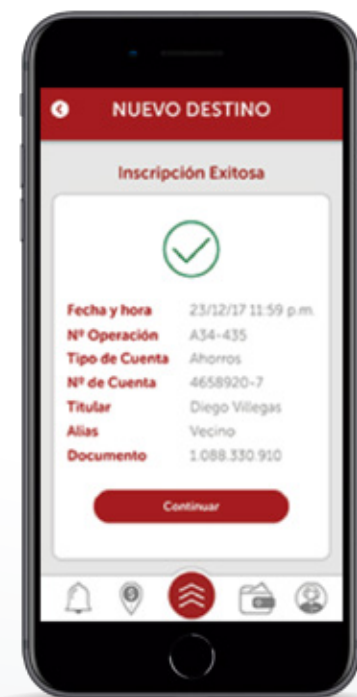 NUEVO DESTINO
Inscripción Exitosa
Fecha y hora 23/12/17 11:59 p.m.
Nº Operación A34-435
Tipo de Cuenta Ahorros
Nº de Cuenta 4658920-7
Titular Diego Villegas
Alias Vecino
Documento 1.088.330.910
Continuar